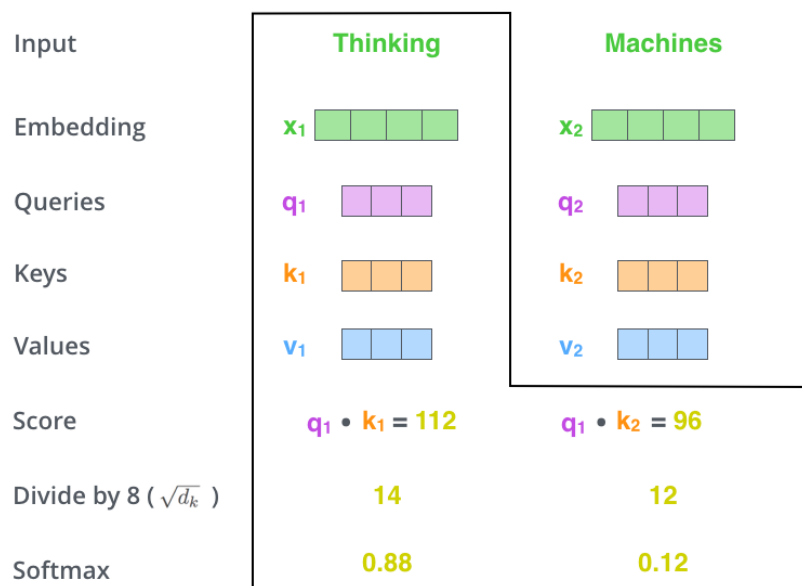 Input Thinking Machines
Embedding x₁ x₂
Queries q₁ q₂
Keys k₁ k₂
Values v₁ v₂
Score q₁ • k₁ = 112 q₁ • k₂ = 96
Divide by 8 ( √dₖ ) 14 12
Softmax 0.88 0.12